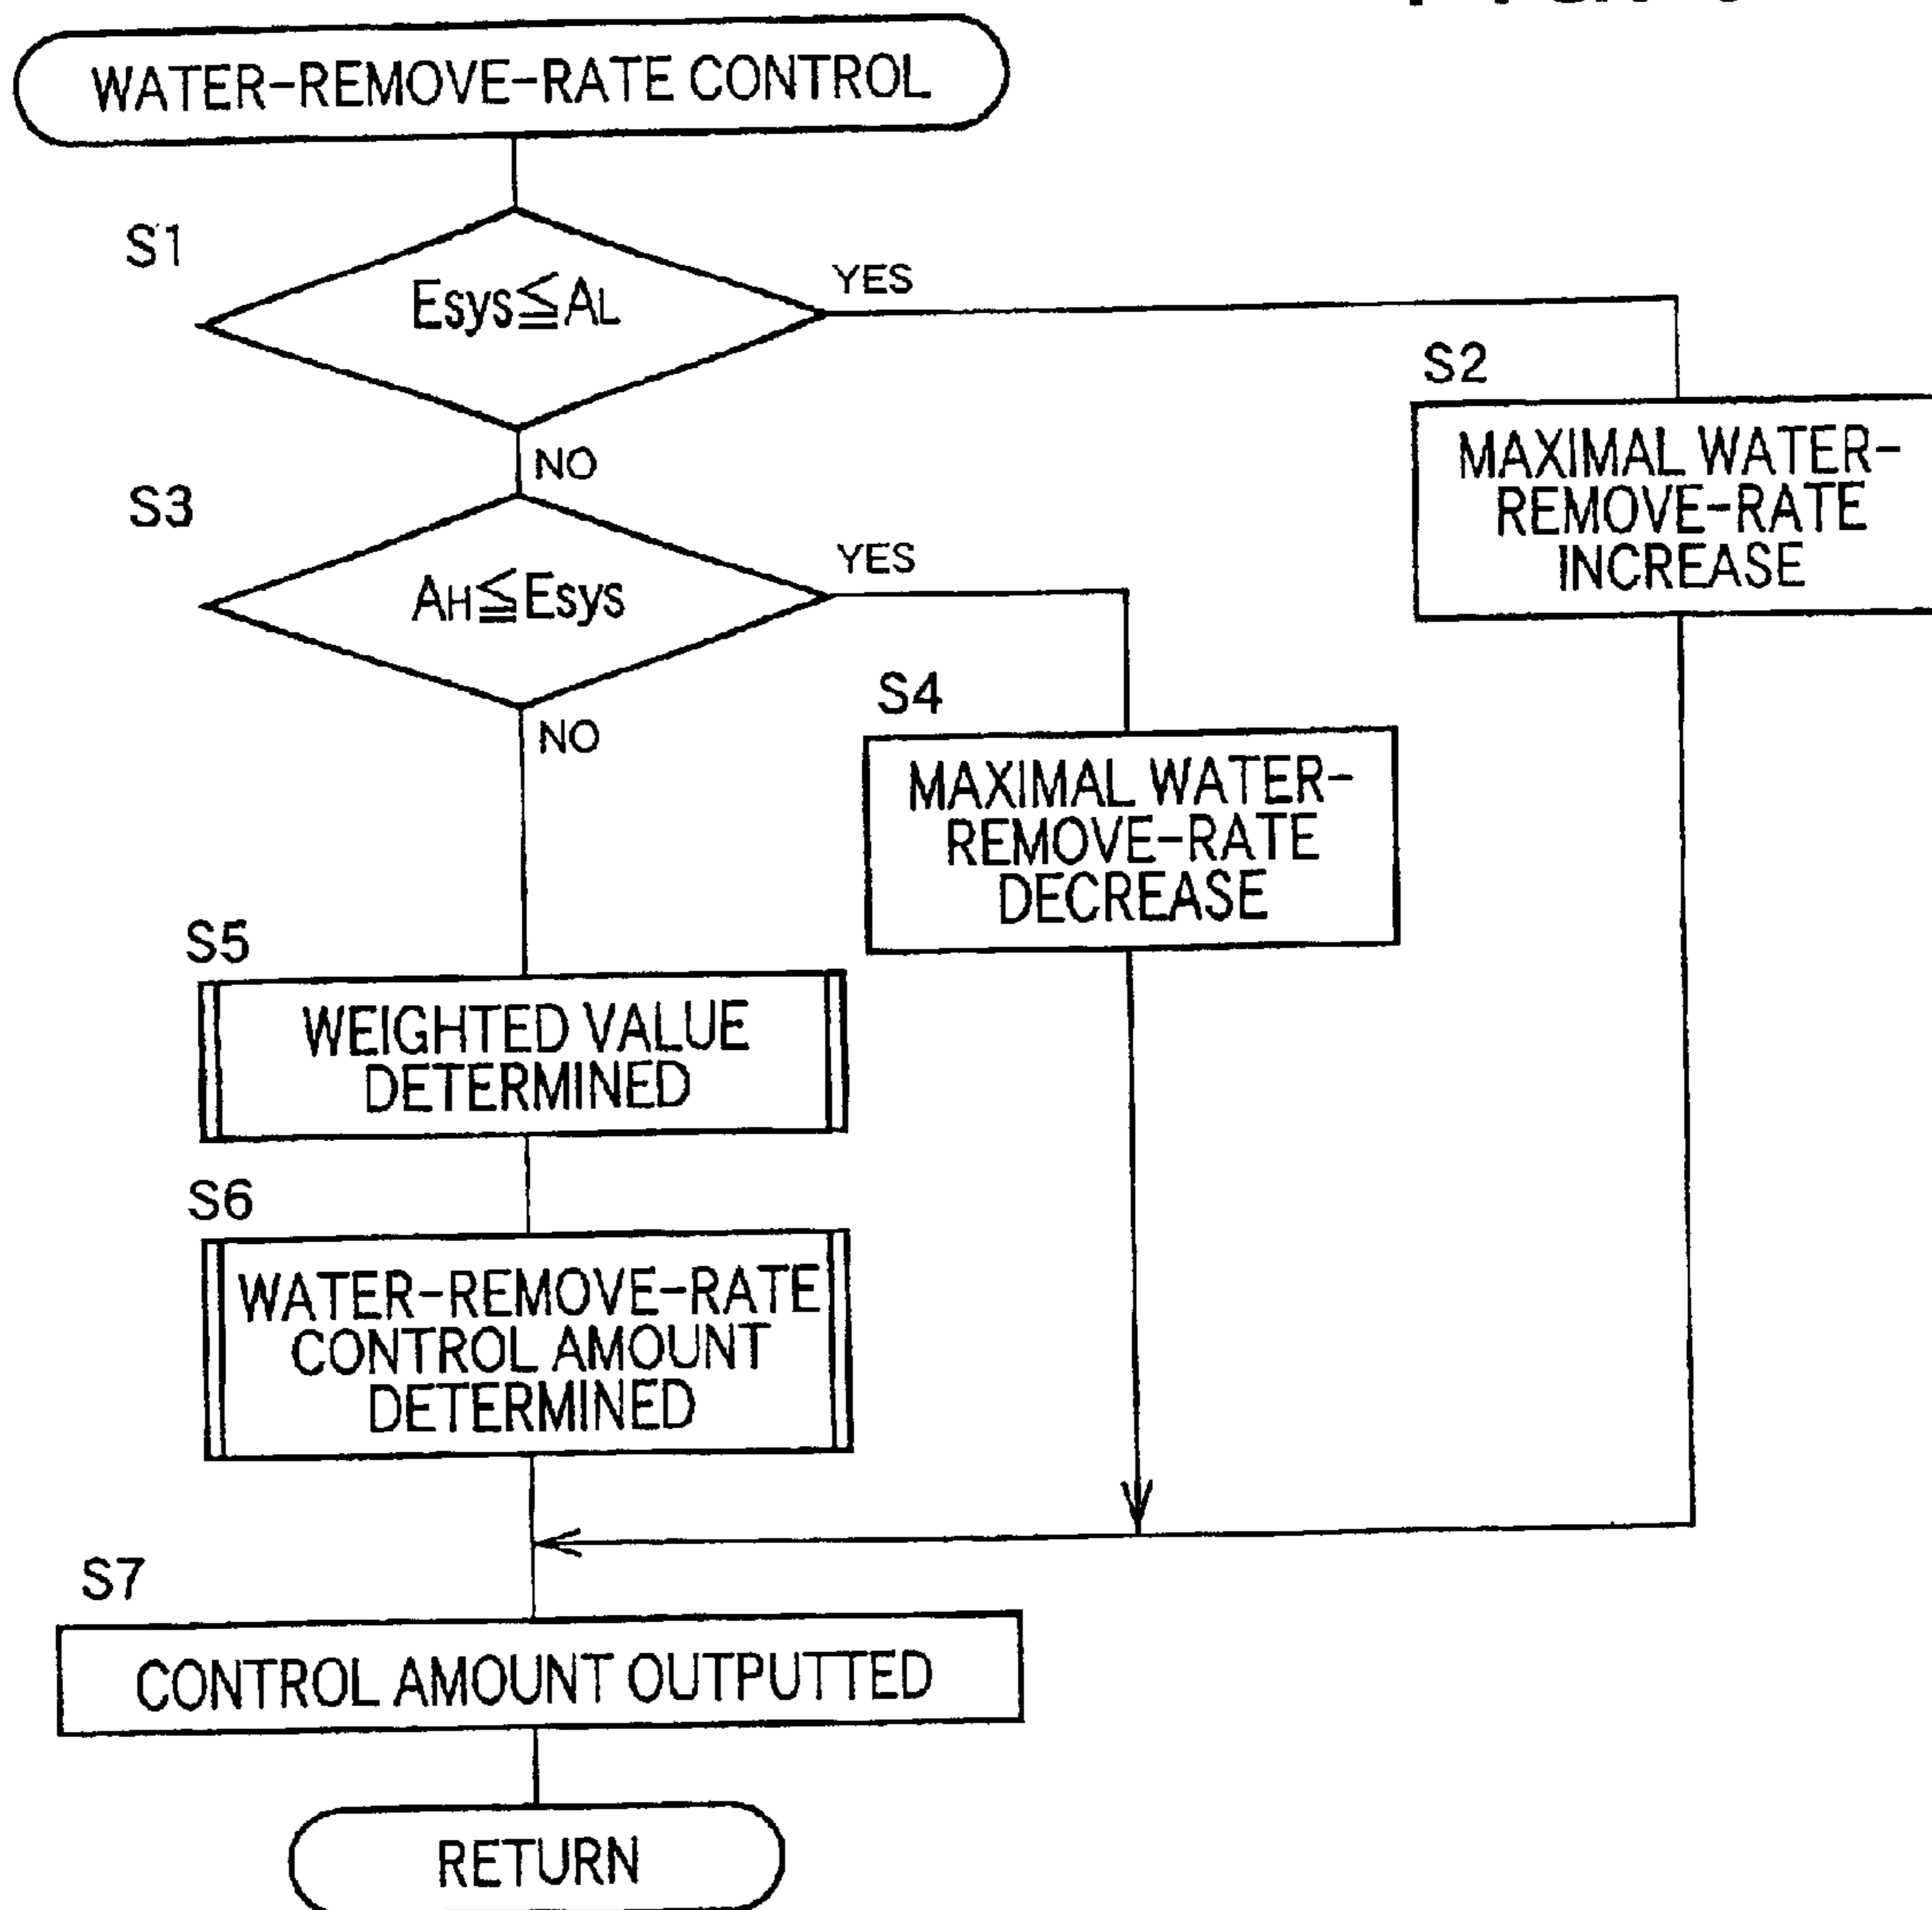 WATER-REMOVE-RATE CONTROL
S1
Esys≦AL
YES
NO
S2
MAXIMAL WATER-
REMOVE-RATE
INCREASE
S3
AH≦Esys
YES
NO
S4
MAXIMAL WATER-
REMOVE-RATE
DECREASE
S5
WEIGHTED VALUE
DETERMINED
S6
WATER-REMOVE-RATE
CONTROL AMOUNT
DETERMINED
S7
CONTROL AMOUNT OUTPUTTED
RETURN